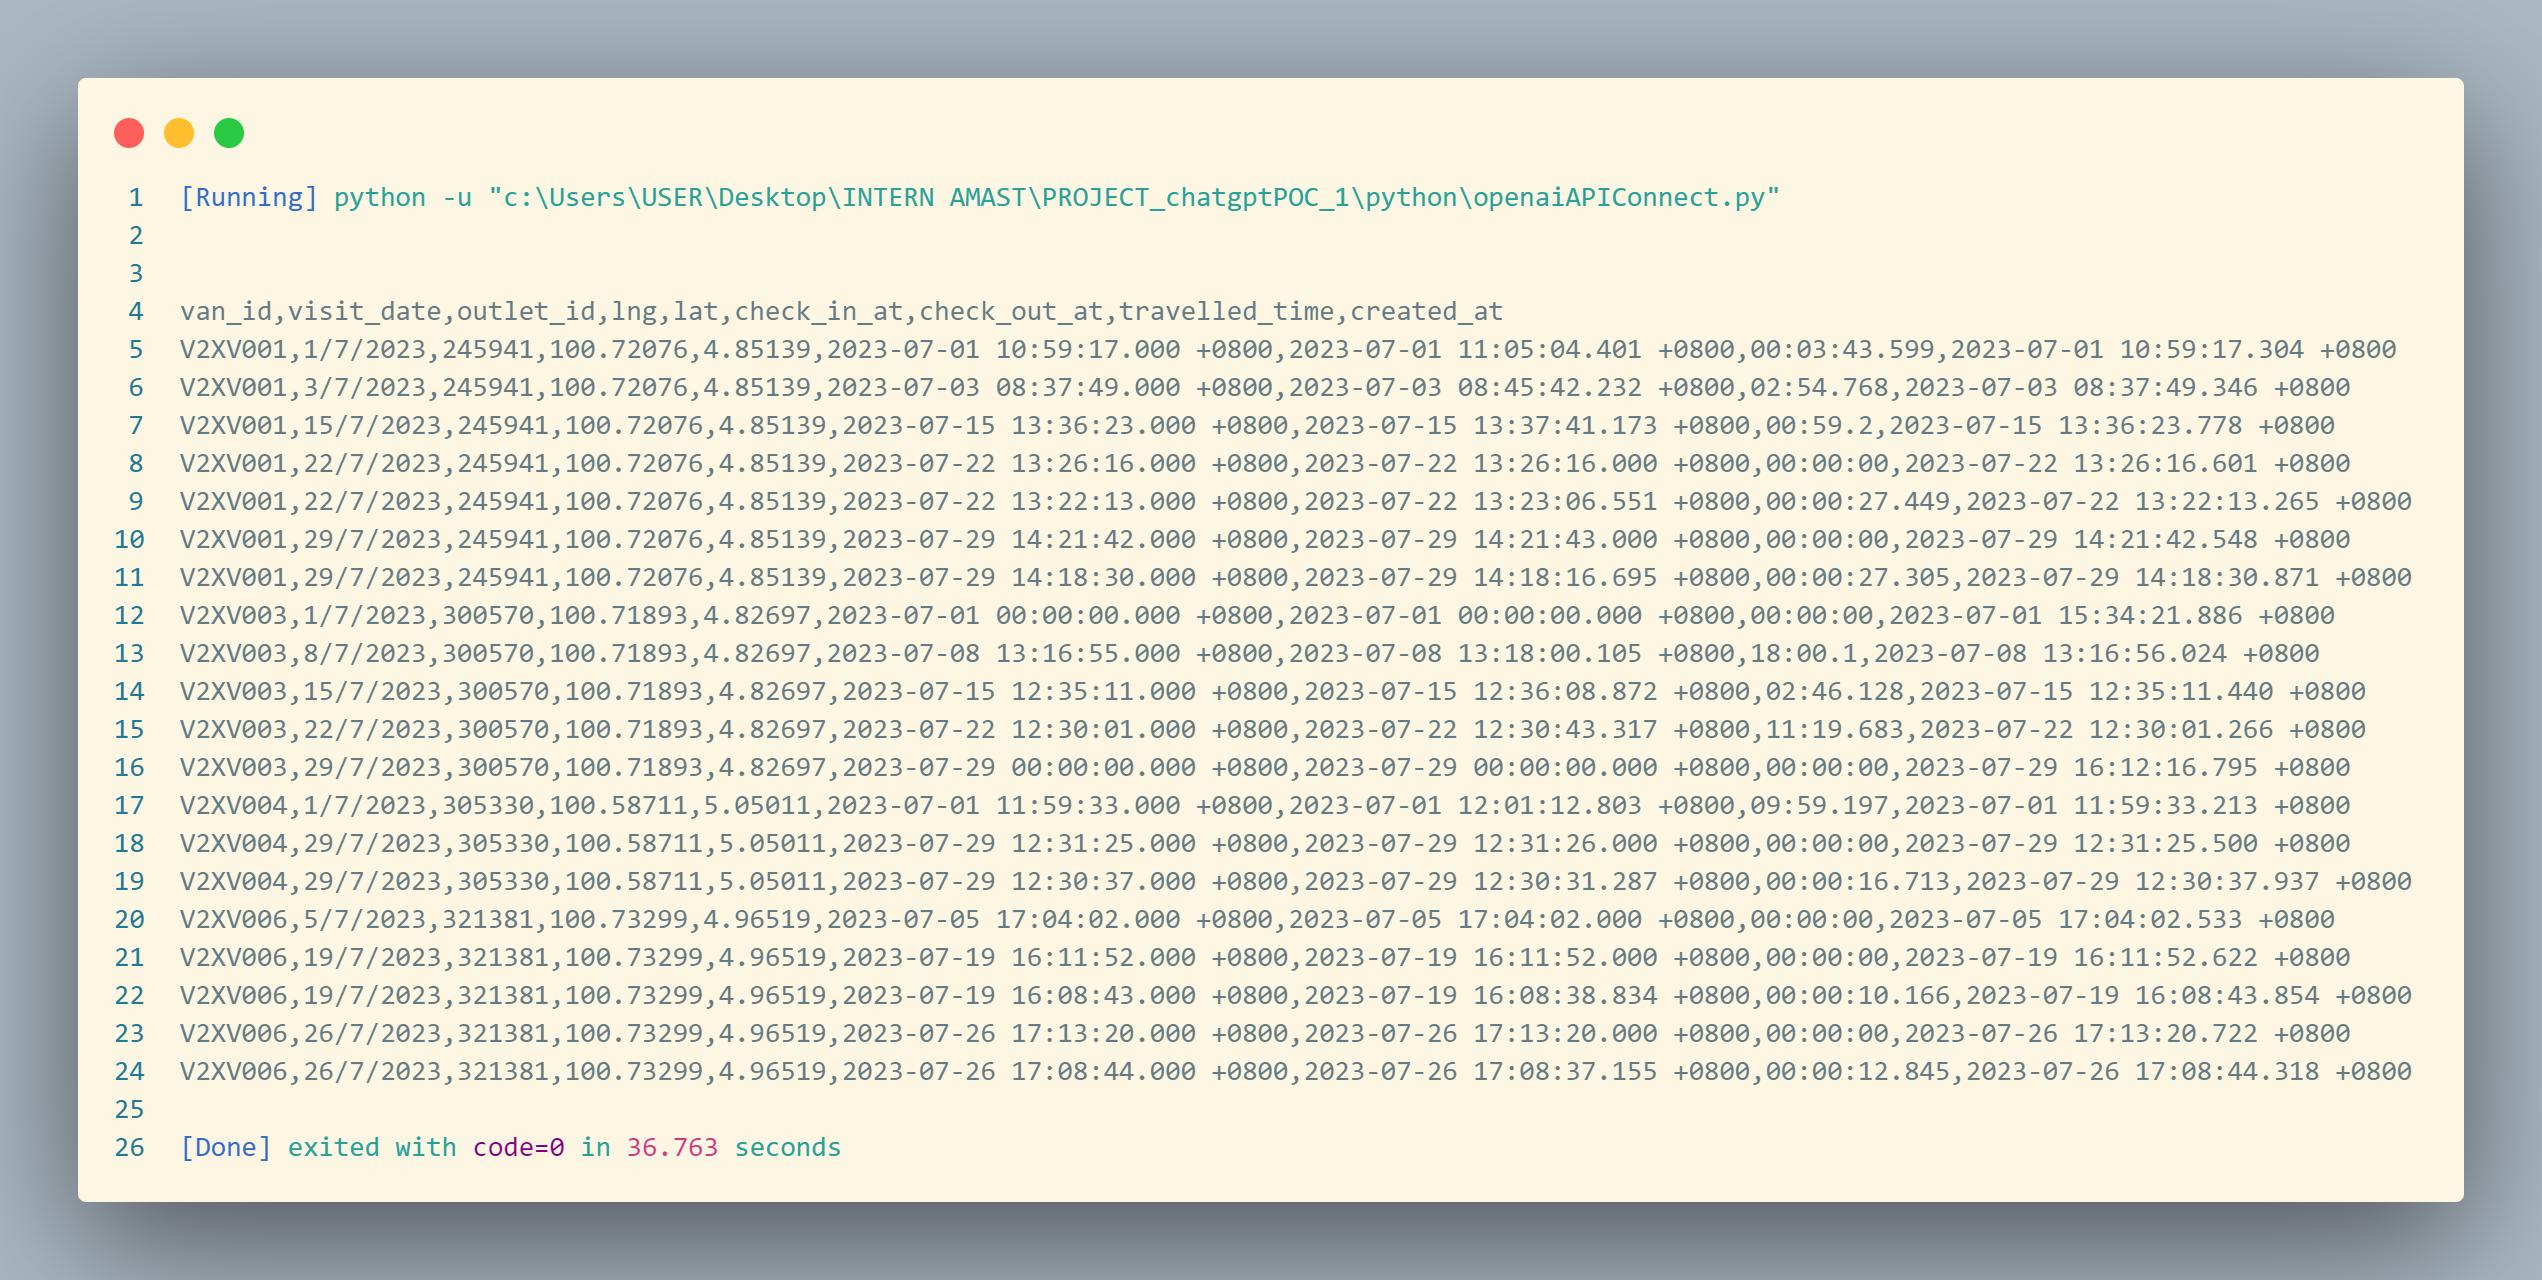 1 [Running] python -u "c:\Users\USER\Desktop\INTERN AMAST\PROJECT_chatgptPOC_1\python\openaiAPIConnect.py"
2
3
4 van_id,visit_date,outlet_id,lng,lat,check_in_at,check_out_at,travelled_time,created_at
5 V2XV001,1/7/2023,245941,100.72076,4.85139,2023-07-01 10:59:17.000 +0800,2023-07-01 11:05:04.401 +0800,00:03:43.599,2023-07-01 10:59:17.304 +0800
6 V2XV001,3/7/2023,245941,100.72076,4.85139,2023-07-03 08:37:49.000 +0800,2023-07-03 08:45:42.232 +0800,02:54.768,2023-07-03 08:37:49.346 +0800
7 V2XV001,15/7/2023,245941,100.72076,4.85139,2023-07-15 13:36:23.000 +0800,2023-07-15 13:37:41.173 +0800,00:59.2,2023-07-15 13:36:23.778 +0800
8 V2XV001,22/7/2023,245941,100.72076,4.85139,2023-07-22 13:26:16.000 +0800,2023-07-22 13:26:16.000 +0800,00:00:00,2023-07-22 13:26:16.601 +0800
9 V2XV001,22/7/2023,245941,100.72076,4.85139,2023-07-22 13:22:13.000 +0800,2023-07-22 13:23:06.551 +0800,00:00:27.449,2023-07-22 13:22:13.265 +0800
10 V2XV001,29/7/2023,245941,100.72076,4.85139,2023-07-29 14:21:42.000 +0800,2023-07-29 14:21:43.000 +0800,00:00:00,2023-07-29 14:21:42.548 +0800
11 V2XV001,29/7/2023,245941,100.72076,4.85139,2023-07-29 14:18:30.000 +0800,2023-07-29 14:18:16.695 +0800,00:00:27.305,2023-07-29 14:18:30.871 +0800
12 V2XV003,1/7/2023,300570,100.71893,4.82697,2023-07-01 00:00:00.000 +0800,2023-07-01 00:00:00.000 +0800,00:00:00,2023-07-01 15:34:21.886 +0800
13 V2XV003,8/7/2023,300570,100.71893,4.82697,2023-07-08 13:16:55.000 +0800,2023-07-08 13:18:00.105 +0800,18:00.1,2023-07-08 13:16:56.024 +0800
14 V2XV003,15/7/2023,300570,100.71893,4.82697,2023-07-15 12:35:11.000 +0800,2023-07-15 12:36:08.872 +0800,02:46.128,2023-07-15 12:35:11.440 +0800
15 V2XV003,22/7/2023,300570,100.71893,4.82697,2023-07-22 12:30:01.000 +0800,2023-07-22 12:30:43.317 +0800,11:19.683,2023-07-22 12:30:01.266 +0800
16 V2XV003,29/7/2023,300570,100.71893,4.82697,2023-07-29 00:00:00.000 +0800,2023-07-29 00:00:00.000 +0800,00:00:00,2023-07-29 16:12:16.795 +0800
17 V2XV004,1/7/2023,305330,100.58711,5.05011,2023-07-01 11:59:33.000 +0800,2023-07-01 12:01:12.803 +0800,09:59.197,2023-07-01 11:59:33.213 +0800
18 V2XV004,29/7/2023,305330,100.58711,5.05011,2023-07-29 12:31:25.000 +0800,2023-07-29 12:31:26.000 +0800,00:00:00,2023-07-29 12:31:25.500 +0800
19 V2XV004,29/7/2023,305330,100.58711,5.05011,2023-07-29 12:30:37.000 +0800,2023-07-29 12:30:31.287 +0800,00:00:16.713,2023-07-29 12:30:37.937 +0800
20 V2XV006,5/7/2023,321381,100.73299,4.96519,2023-07-05 17:04:02.000 +0800,2023-07-05 17:04:02.000 +0800,00:00:00,2023-07-05 17:04:02.533 +0800
21 V2XV006,19/7/2023,321381,100.73299,4.96519,2023-07-19 16:11:52.000 +0800,2023-07-19 16:11:52.000 +0800,00:00:00,2023-07-19 16:11:52.622 +0800
22 V2XV006,19/7/2023,321381,100.73299,4.96519,2023-07-19 16:08:43.000 +0800,2023-07-19 16:08:38.834 +0800,00:00:10.166,2023-07-19 16:08:43.854 +0800
23 V2XV006,26/7/2023,321381,100.73299,4.96519,2023-07-26 17:13:20.000 +0800,2023-07-26 17:13:20.000 +0800,00:00:00,2023-07-26 17:13:20.722 +0800
24 V2XV006,26/7/2023,321381,100.73299,4.96519,2023-07-26 17:08:44.000 +0800,2023-07-26 17:08:37.155 +0800,00:00:12.845,2023-07-26 17:08:44.318 +0800
25
26 [Done] exited with code=0 in 36.763 seconds